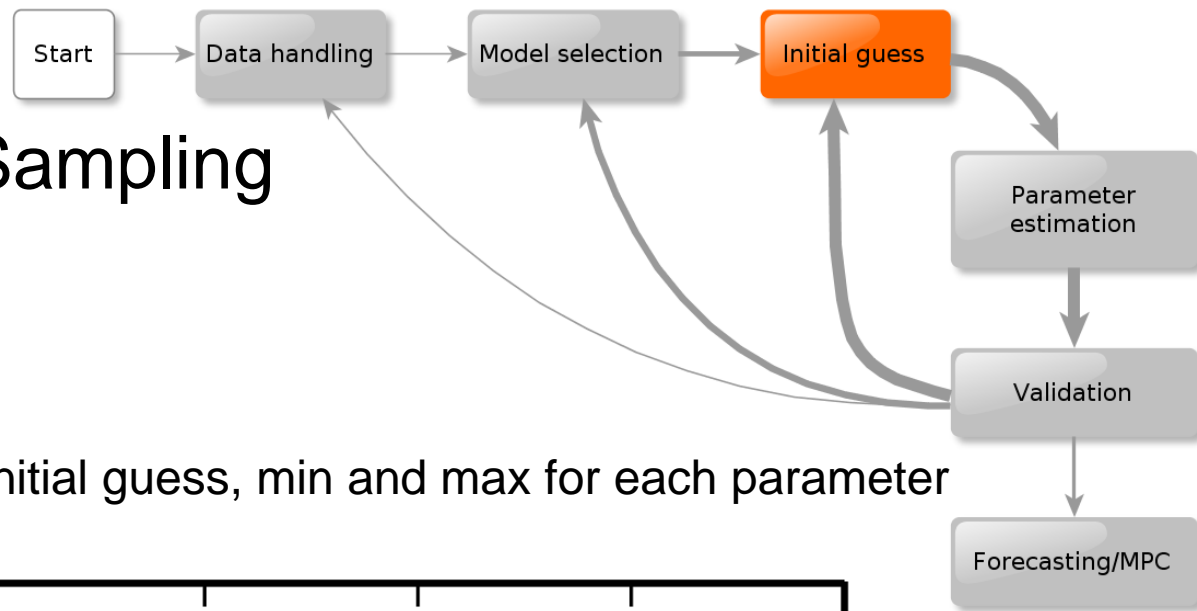 Start
Data handling
Model selection
Initial guess
Sampling
Parameter
estimation
Validation
nitial guess, min and max for each parameter
Forecasting/MPC